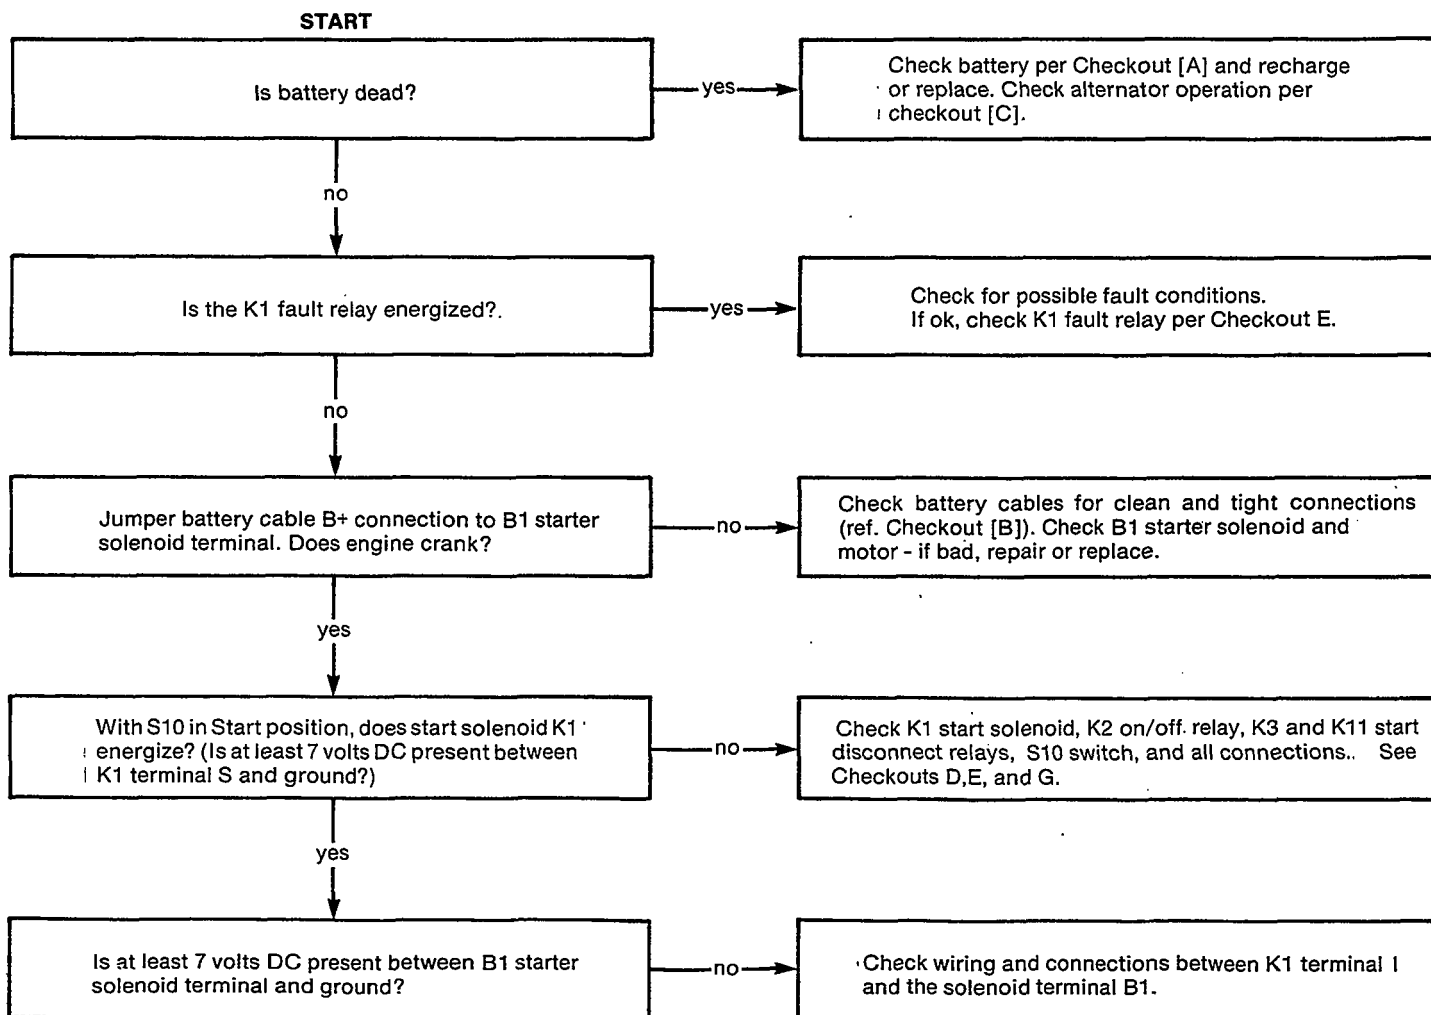 START
Is battery dead?
yes
Check battery per Checkout [A] and recharge
or replace. Check alternator operation per
checkout [C].
no
Is the K1 fault relay energized?.
yes
Check for possible fault conditions.
If ok, check K1 fault relay per Checkout E.
no
Jumper battery cable B+ connection to B1 starter
solenoid terminal. Does engine crank?
no
Check battery cables for clean and tight connections
(ref. Checkout [B]). Check B1 starter solenoid and
motor - if bad, repair or replace.
yes
With S10 in Start position, does start solenoid K1
energize? (Is at least 7 volts DC present between
K1 terminal S and ground?)
no
Check K1 start solenoid, K2 on/off relay, K3 and K11 start
disconnect relays, S10 switch, and all connections.. See
Checkouts D,E, and G.
yes
Is at least 7 volts DC present between B1 starter
solenoid terminal and ground?
no
Check wiring and connections between K1 terminal I
and the solenoid terminal B1.